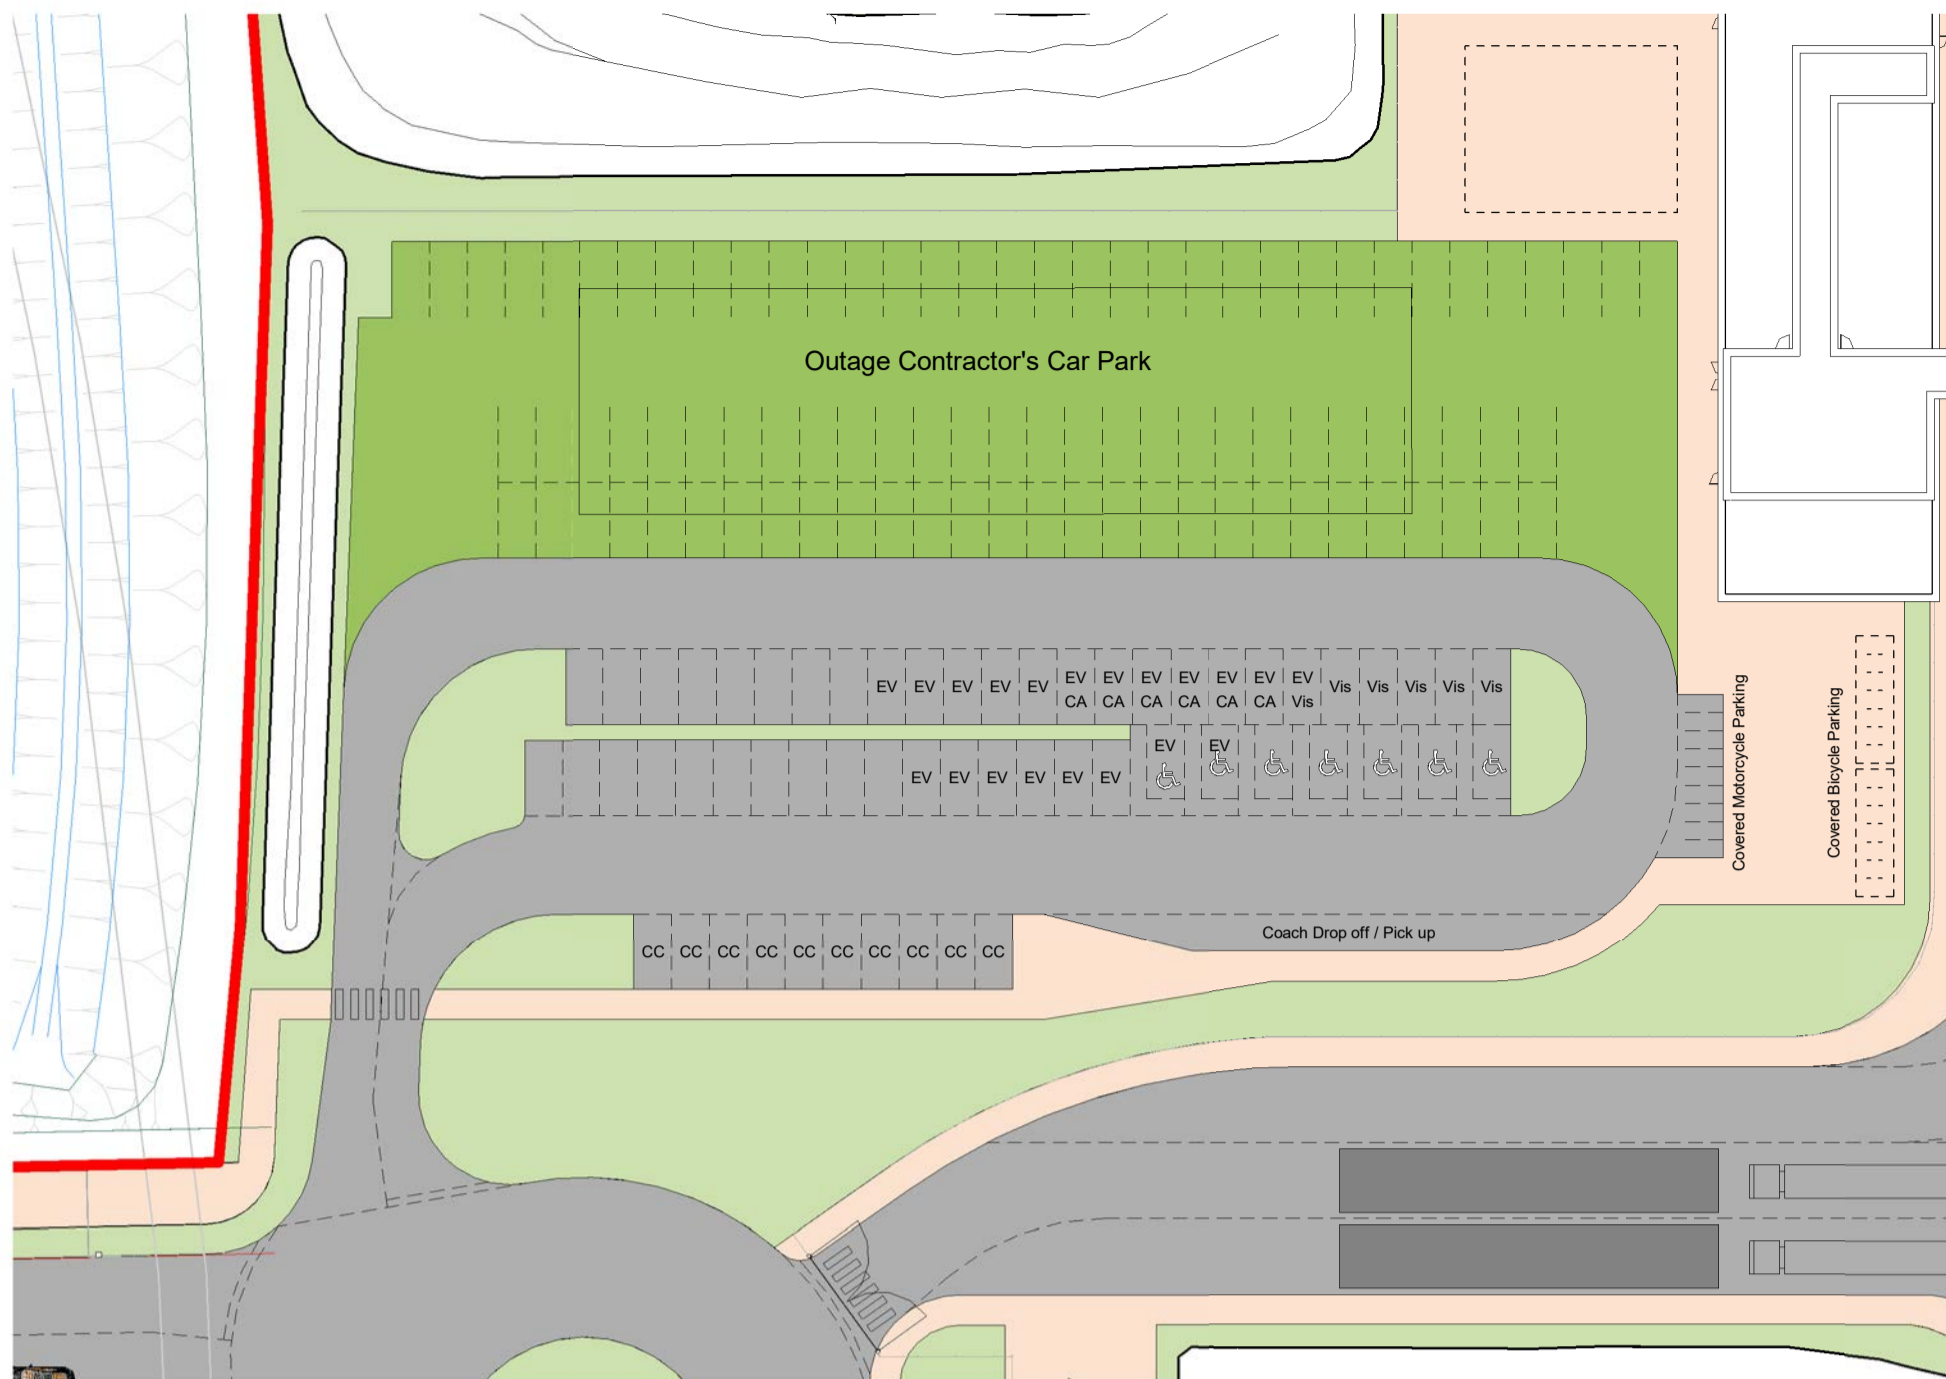 Outage Contractor's Car Park
EV EV EV EV EV EV EV EV EV EV EV EV Vis Vis Vis Vis Vis
CA CA CA CA CA CA Vis
EV EV
EV EV EV EV EV EV
Covered Motorcycle Parking
Covered Bicycle Parking
Coach Drop off / Pick up
CC CC CC CC CC CC CC CC CC CC